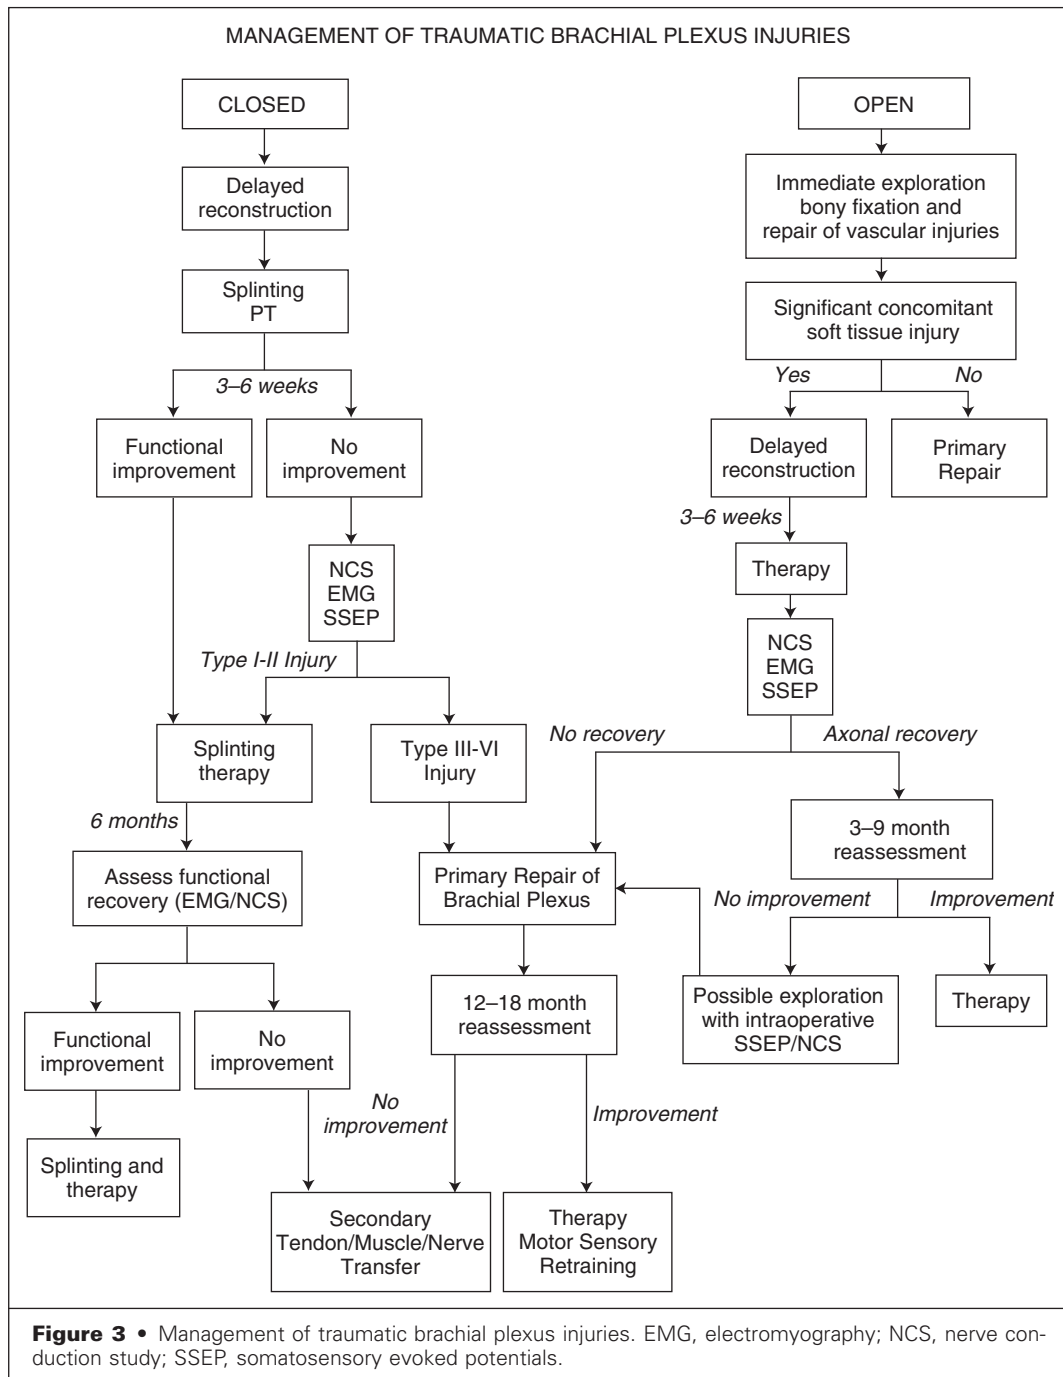 MANAGEMENT OF TRAUMATIC BRACHIAL PLEXUS INJURIES
CLOSED
Delayed
reconstruction
Splinting
PT
3–6 weeks
Functional
improvement
No
improvement
NCS
EMG
SSEP
Type I-II Injury
Splinting
therapy
Type III-VI
Injury
6 months
Assess functional
recovery (EMG/NCS)
Functional
improvement
No
improvement
Splinting and
therapy
OPEN
Immediate exploration
bony fixation and
repair of vascular injuries
Significant concomitant
soft tissue injury
Yes
No
Delayed
reconstruction
Primary
Repair
3–6 weeks
Therapy
NCS
EMG
SSEP
No recovery
Axonal recovery
3–9 month
reassessment
No improvement
Improvement
Possible exploration
with intraoperative
SSEP/NCS
Therapy
Primary Repair of
Brachial Plexus
12–18 month
reassessment
No
improvement
Improvement
Secondary
Tendon/Muscle/Nerve
Transfer
Therapy
Motor Sensory
Retraining
Figure 3 • Management of traumatic brachial plexus injuries. EMG, electromyography; NCS, nerve con-
duction study; SSEP, somatosensory evoked potentials.